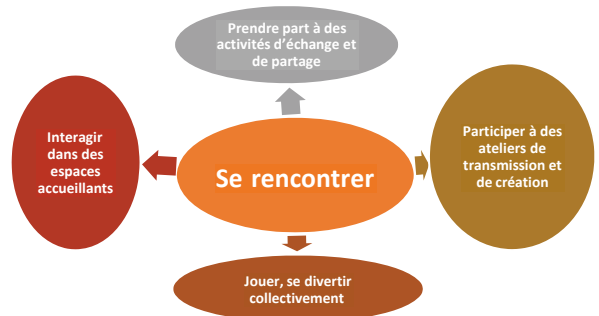 Prendre part à des
activités d'échange et
de partage
Interagir
dans des
espaces
accueillants
Se rencontrer
Participer à des
ateliers de
transmission et
de création
Jouer, se divertir
collectivement